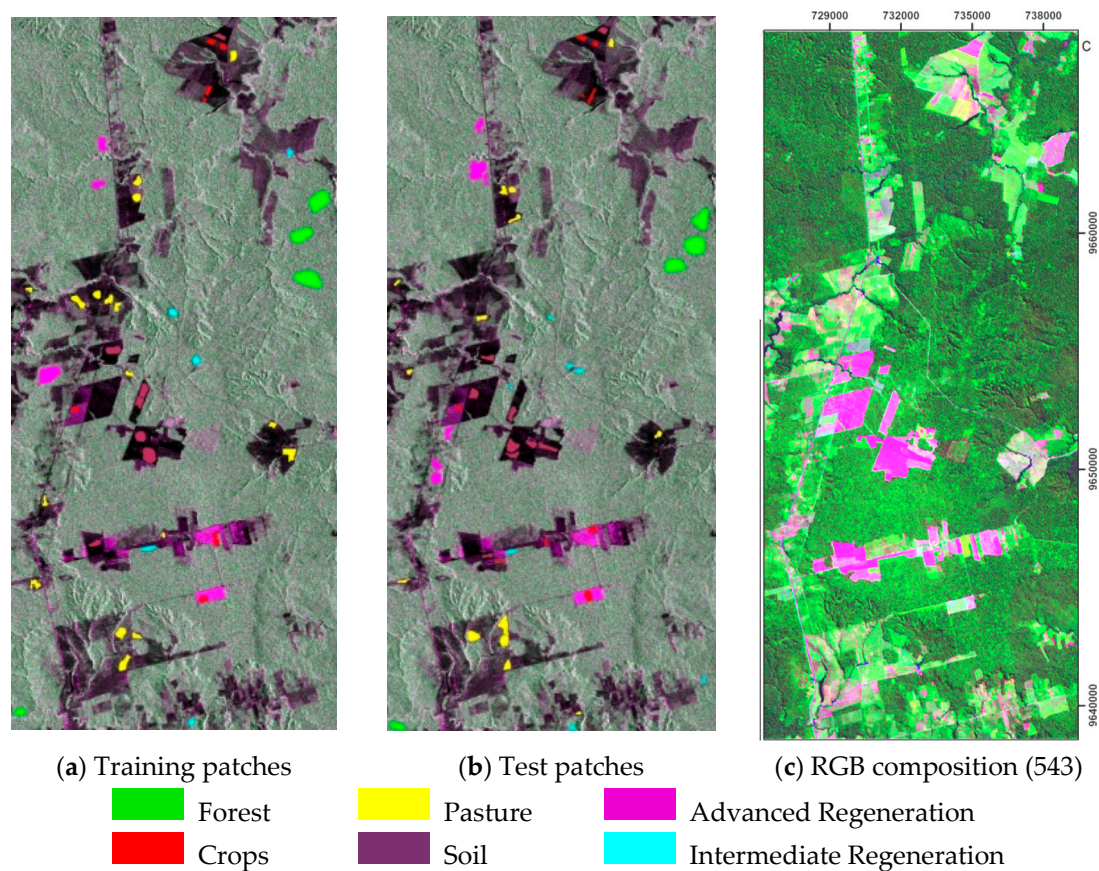 729000 732000 735000 738000
C
9660000
9650000
9640000
(a) Training patches (b) Test patches (c) RGB composition (543)
Forest Pasture Advanced Regeneration
Crops Soil Intermediate Regeneration